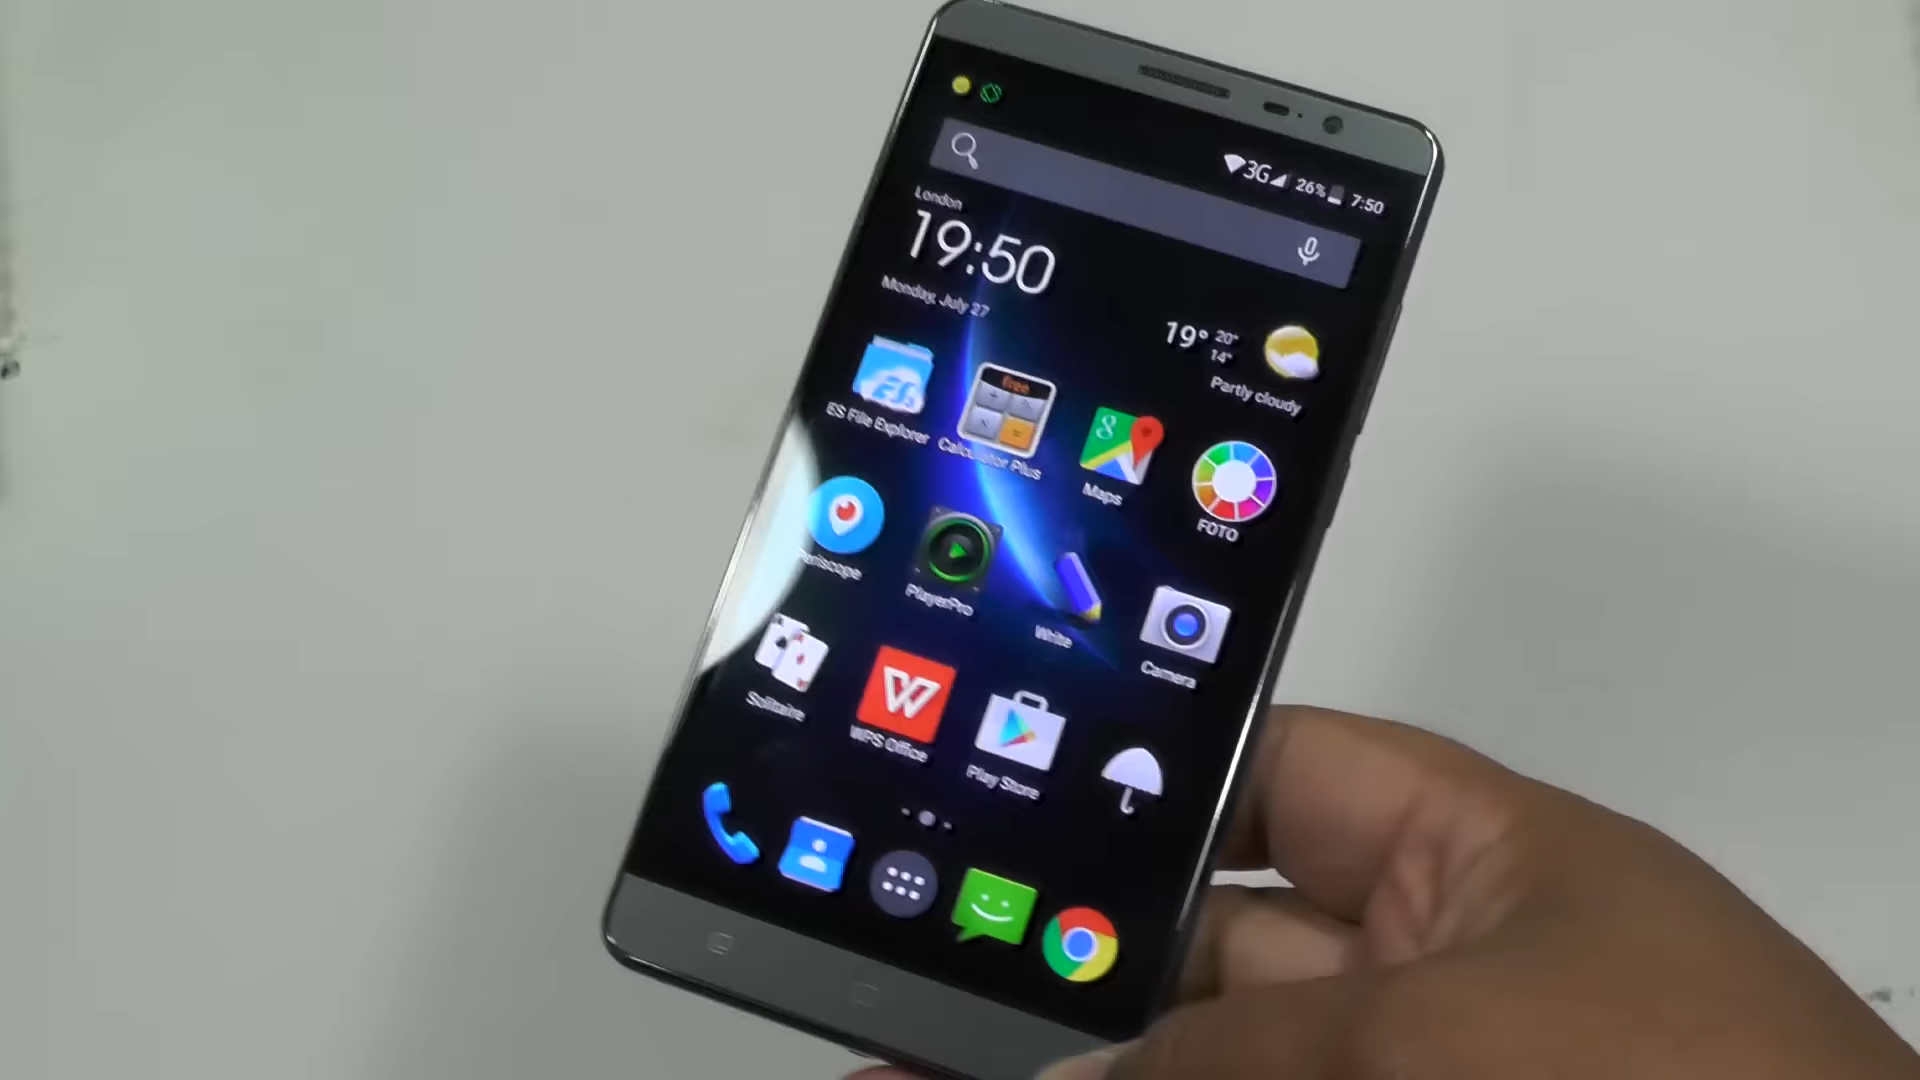 3G 26% 7:50
London
19:50
Monday, July 27
19° 20°
14°
Partly cloudy
ES File Explorer
free
Calculator Plus
Maps
FOTO
Periscope
PlayerPro
Write
Camera
Solitaire
WPS Office
Play Store